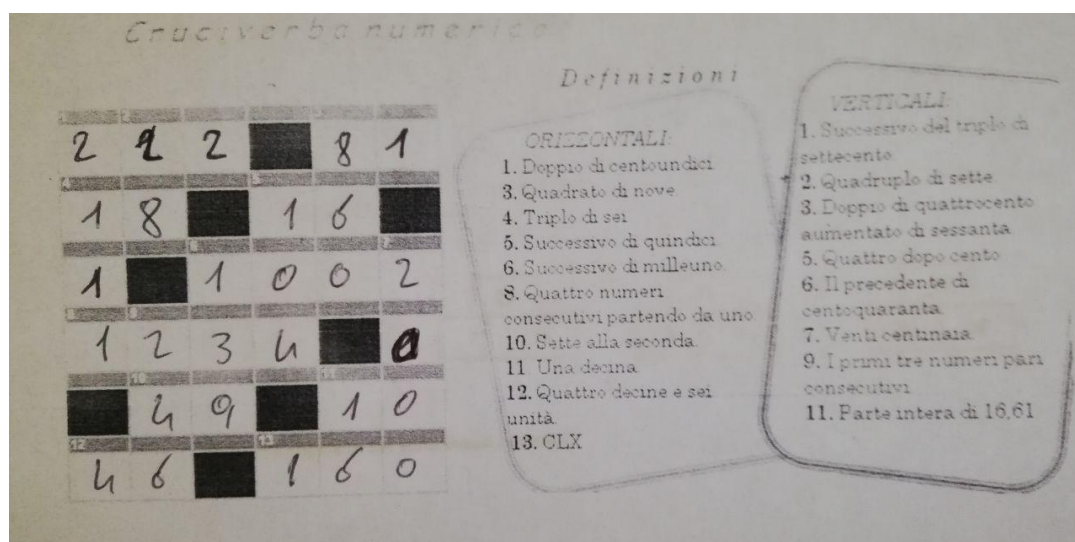 Cruciverba numerico
Definizioni
2 2 2 8 1
1 8 1 6
1 1 0 0 2
1 2 3 4 0
4 9 1 0
4 6 1 6 0
ORIZZONTALI:
1. Doppio di centoundici
3. Quadrato di nove
4. Triplo di sei
5. Successivo di quindici
6. Successivo di milleuno
8. Quattro numeri
consecutivi partendo da uno
10. Sette alla seconda
11 Una decina
12. Quattro decine e sei
unità
13. CLX
VERTICALI:
1. Successivo del triplo di
settecento
2. Quadruplo di sette
3. Doppio di quattrocento
aumentato di sessanta
5. Quattro dopo cento
6. Il precedente di
centoquaranta
7. Venti centinaia
9. I primi tre numeri pari
consecutivi
11. Parte intera di 16,61